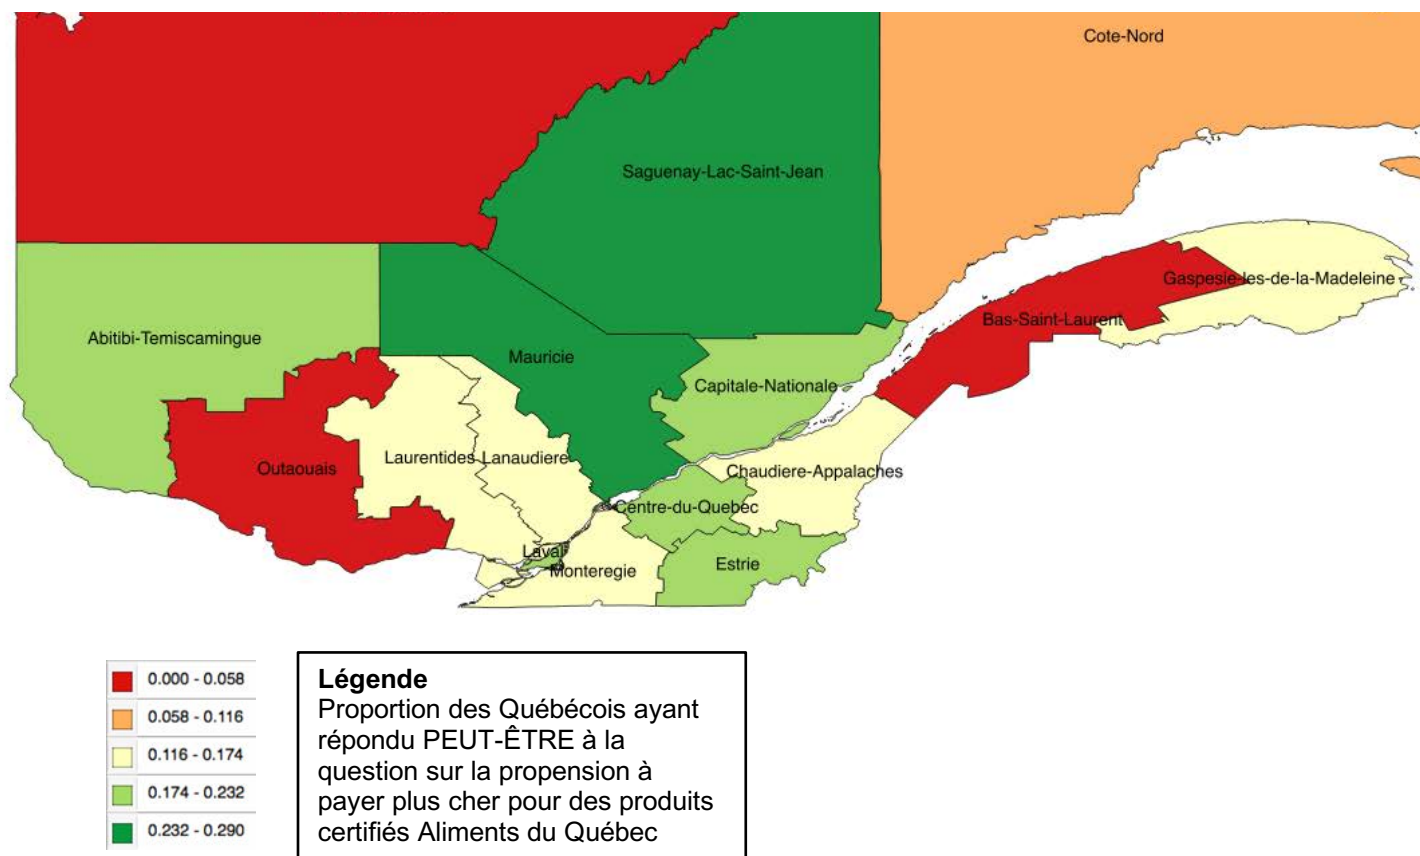 Cote-Nord
Saguenay-Lac-Saint-Jean
Gaspesie-les-de-la-Madeleine
Bas-Saint-Laurent
Abitibi-Temiscamingue
Mauricie
Capitale-Nationale
Outaouais
Laurentides
Lanaudiere
Chaudiere-Appalaches
Centre-du-Quebec
Laval
Monteregie
Estrie
0.000 - 0.058
0.058 - 0.116
0.116 - 0.174
0.174 - 0.232
0.232 - 0.290
Légende
Proportion des Québécois ayant
répondu PEUT-ÊTRE à la
question sur la propension à
payer plus cher pour des produits
certifiés Aliments du Québec